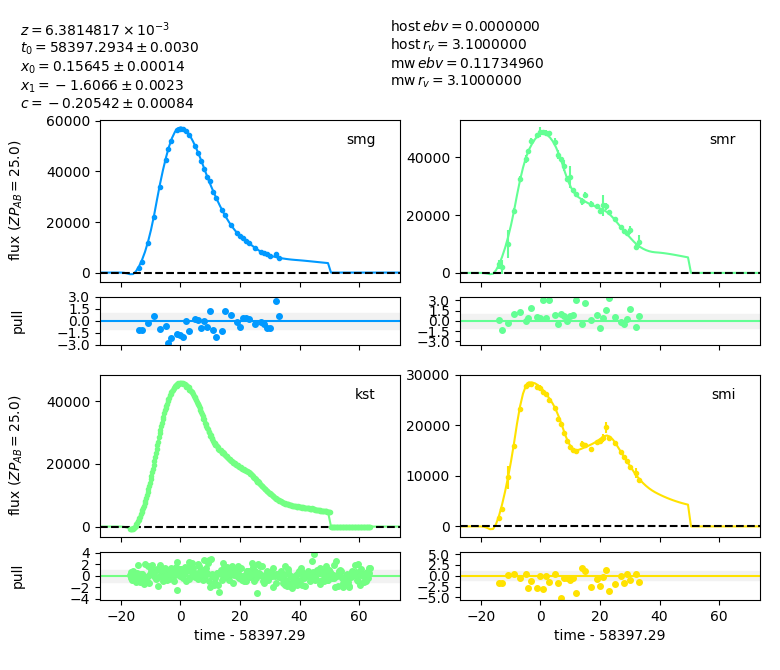 z = 6.3814817 × 10⁻³
t₀ = 58397.2934 ± 0.0030
x₀ = 0.15645 ± 0.00014
x₁ = −1.6066 ± 0.0023
c = −0.20542 ± 0.00084
host ebv = 0.0000000
host r_v = 3.1000000
mw ebv = 0.11734960
mw r_v = 3.1000000
flux (ZP_AB = 25.0)
60000
40000
20000
0
smg
40000
20000
0
smr
pull
3.0
1.5
0.0
−1.5
−3.0
3.0
1.5
0.0
−1.5
−3.0
flux (ZP_AB = 25.0)
40000
20000
0
kst
30000
20000
10000
0
smi
pull
4
2
0
−2
−4
5.0
2.5
0.0
−2.5
−5.0
−20 0 20 40 60
−20 0 20 40 60
time - 58397.29
time - 58397.29